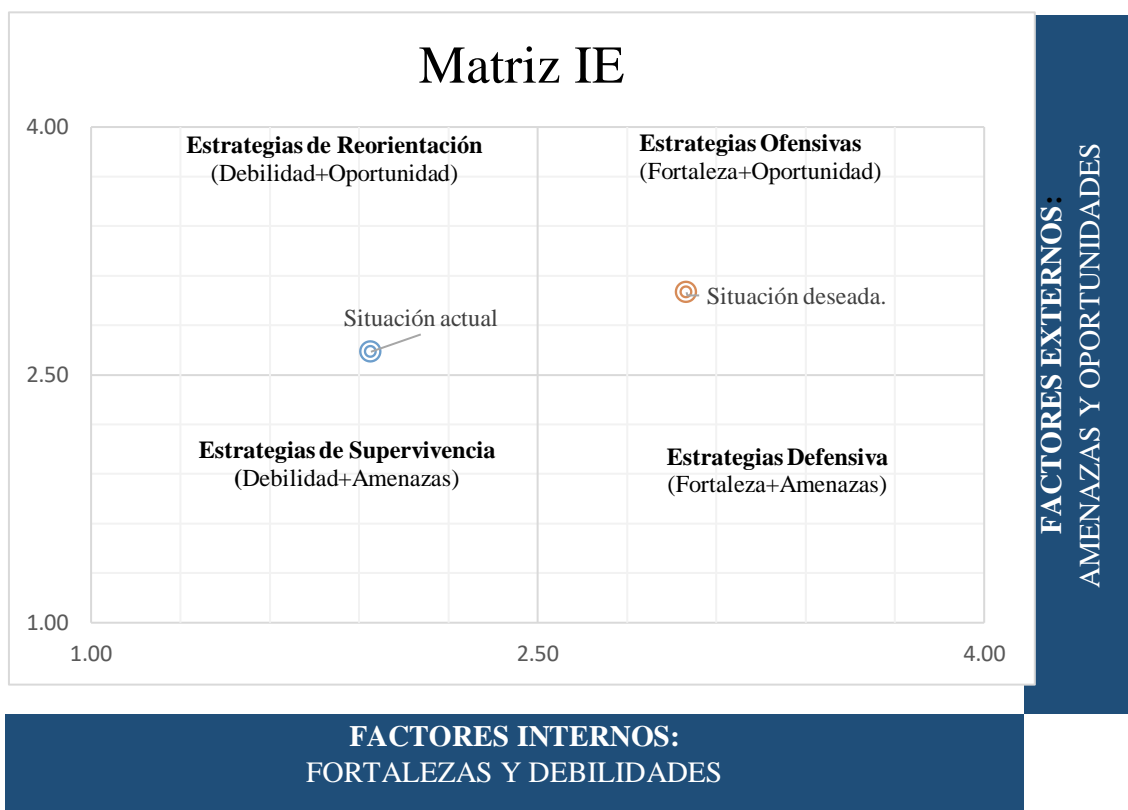 Matriz IE
4.00
Estrategias de Reorientación
(Debilidad+Oportunidad)
Estrategias Ofensivas
(Fortaleza+Oportunidad)
Situación deseada.
Situación actual
2.50
Estrategias de Supervivencia
(Debilidad+Amenazas)
Estrategias Defensiva
(Fortaleza+Amenazas)
1.00
1.00
2.50
4.00
FACTORES EXTERNOS:
AMENAZAS Y OPORTUNIDADES
FACTORES INTERNOS:
FORTALEZAS Y DEBILIDADES